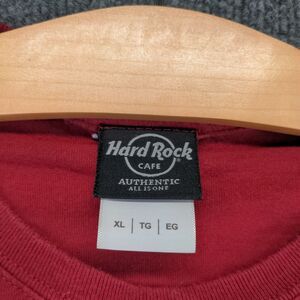 Hard Rock
CAFE
®
AUTHENTIC
ALL IS ONE
XL | TG | EG